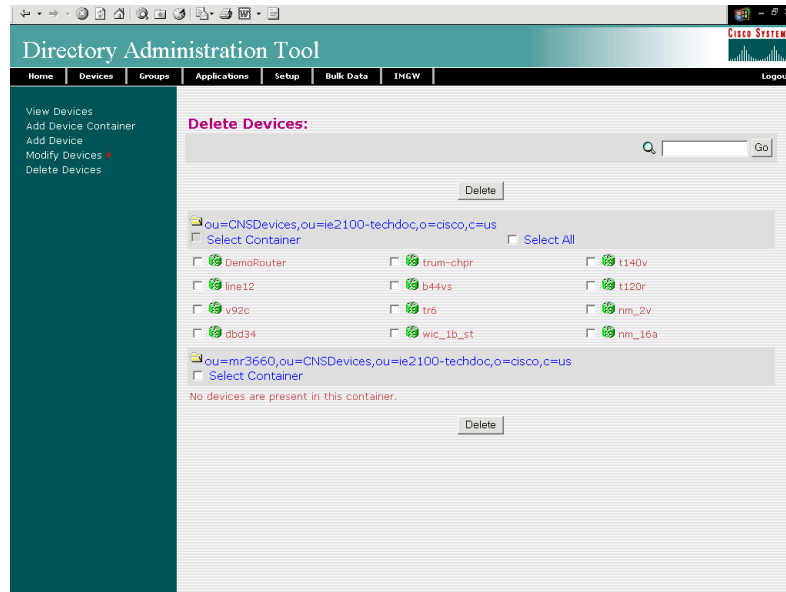 CISCO SYSTEM
Directory Administration Tool
Home Devices Groups Applications Setup Bulk Data IMGW Logou
View Devices
Add Device Container
Add Device
Modify Devices
Delete Devices
Delete Devices:
Go
Delete
ou=CNSDevices,ou=ie2100-techdoc,o=cisco,c=us
Select Container Select All
DemoRouter trum-chpr t140v
line12 b44vs t120r
v92c tr6 nm_2v
dbd34 wic_1b_st nm_16a
ou=mr3660,ou=CNSDevices,ou=ie2100-techdoc,o=cisco,c=us
Select Container
No devices are present in this container.
Delete